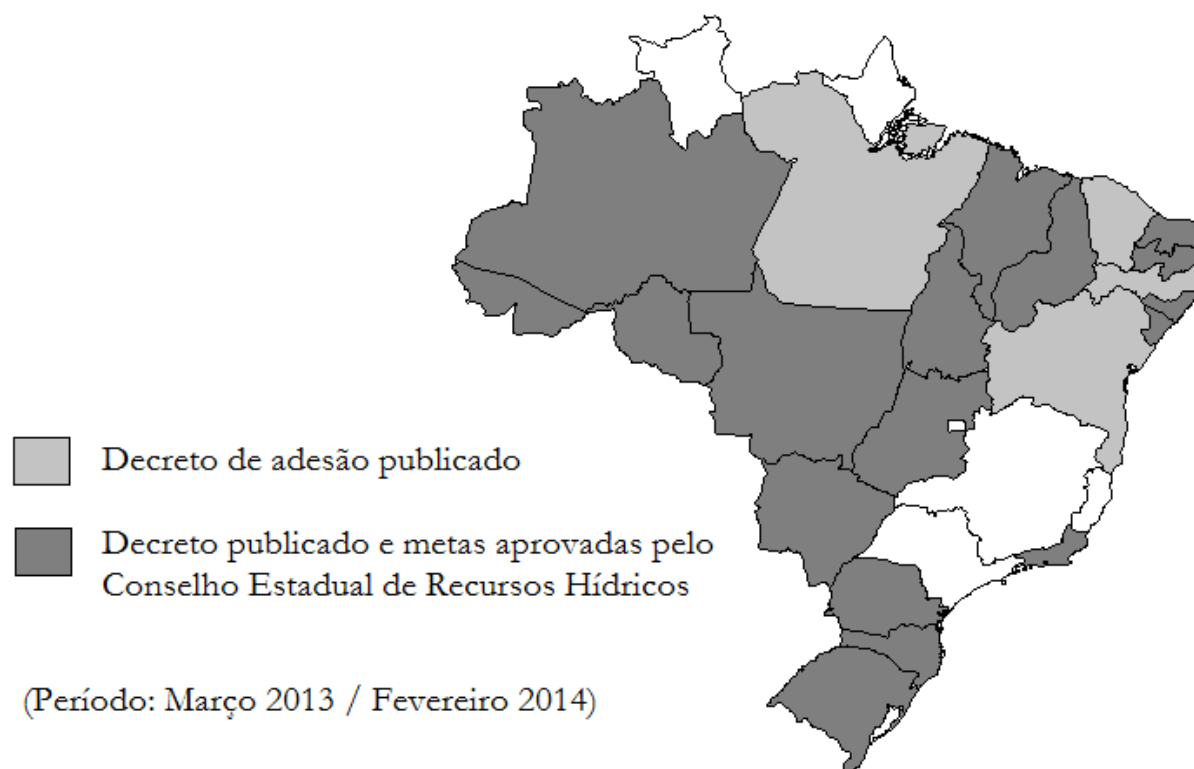 Decreto de adesão publicado
Decreto publicado e metas aprovadas pelo
Conselho Estadual de Recursos Hídricos
(Período: Março 2013 / Fevereiro 2014)